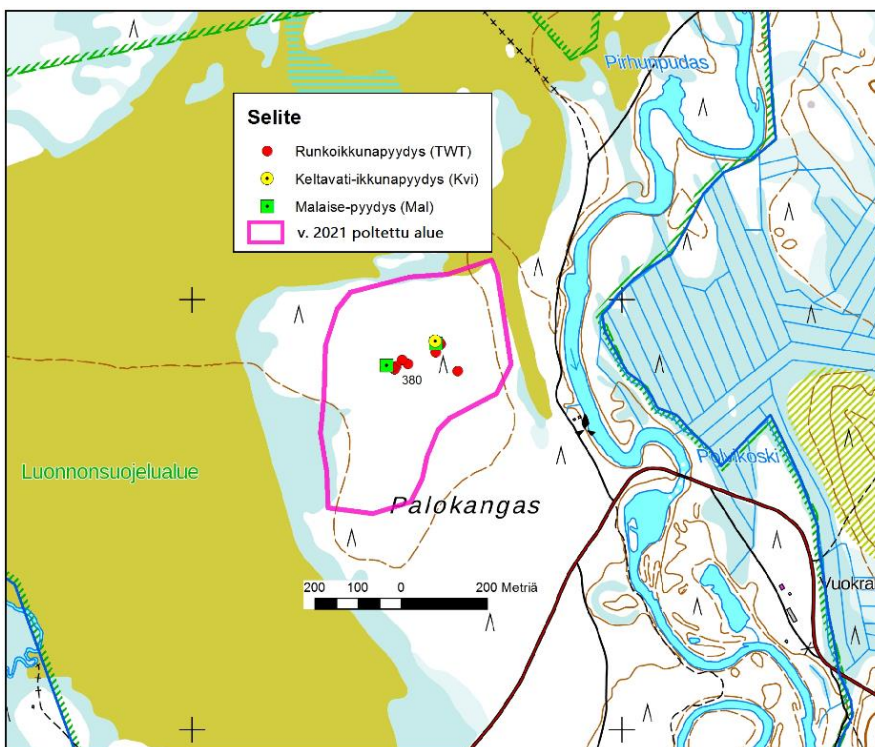 Pirhunpudas
Selite
Runkoikkunapyydys (TWT)
Keltavati-ikkunapyydys (Kvi)
Malaise-pyydys (Mal)
v. 2021 poltettu alue
380
Luonnonsuojelualue
Polvikoski
Palokangas
200 100 0 200 Metriä
Vuokra